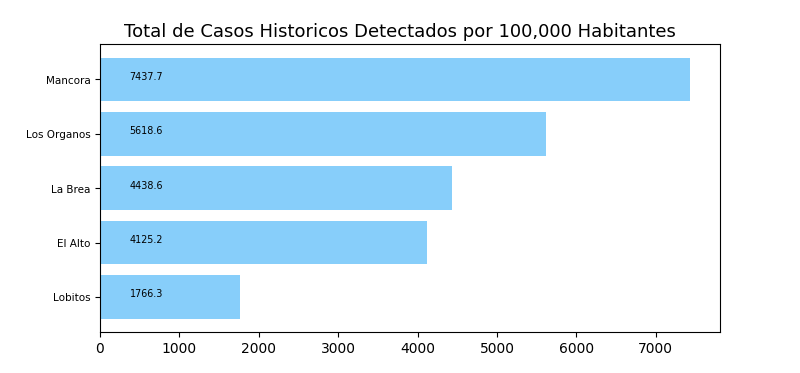 Total de Casos Historicos Detectados por 100,000 Habitantes
Mancora 7437.7
Los Organos 5618.6
La Brea 4438.6
El Alto 4125.2
Lobitos 1766.3
0 1000 2000 3000 4000 5000 6000 7000